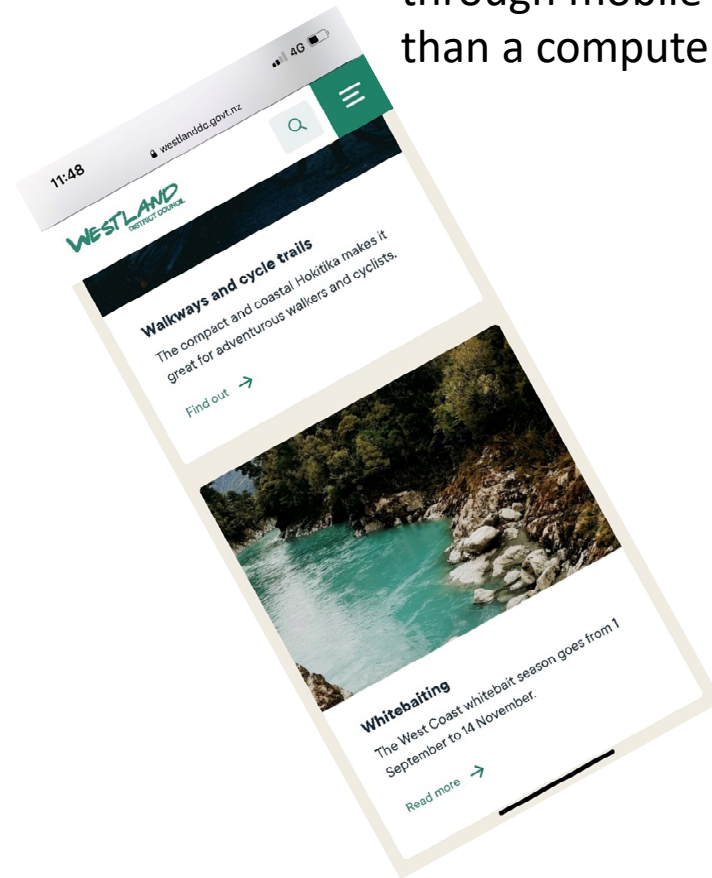 through mobile
than a compute
11:48
4G
westlanddc.govt.nz
WESTLAND
DISTRICT COUNCIL
Walkways and cycle trails
The compact and coastal Hokitika makes it
great for adventurous walkers and cyclists.
Find out →
Whitebaiting
The West Coast whitebait season goes from 1
September to 14 November.
Read more →